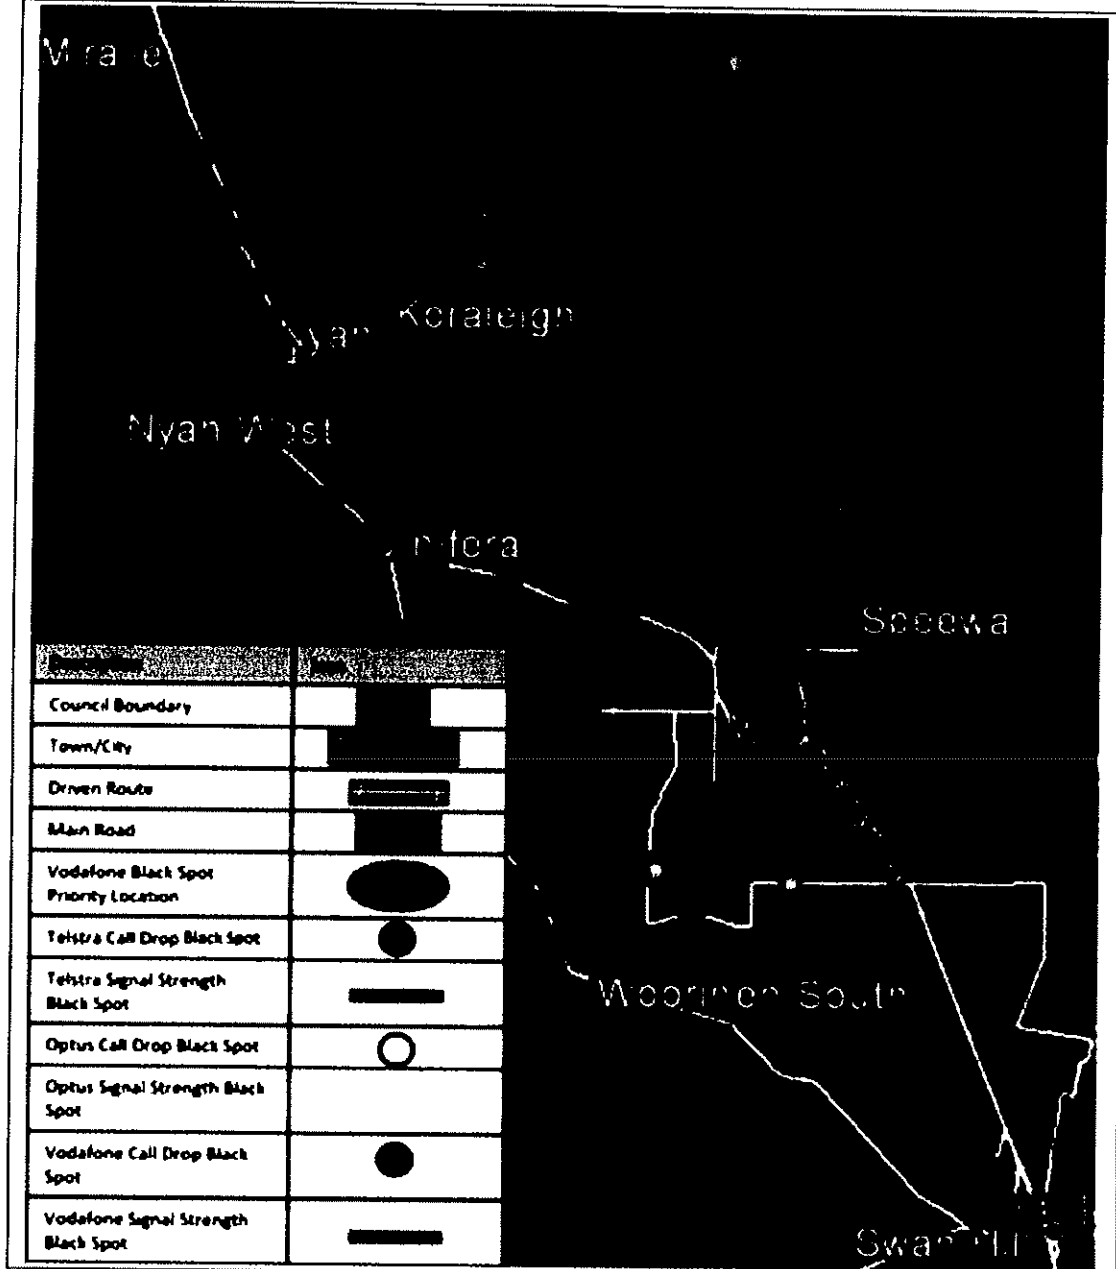 Koraleigh
Nyah West
Speewa
Council Boundary
Town/City
Driven Route
Main Road
Vodafone Black Spot
Priority Location
Telstra Call Drop Black Spot
Telstra Signal Strength
Black Spot
Optus Call Drop Black Spot
Optus Signal Strength Black
Spot
Vodafone Call Drop Black
Spot
Vodafone Signal Strength
Black Spot
South
Swan